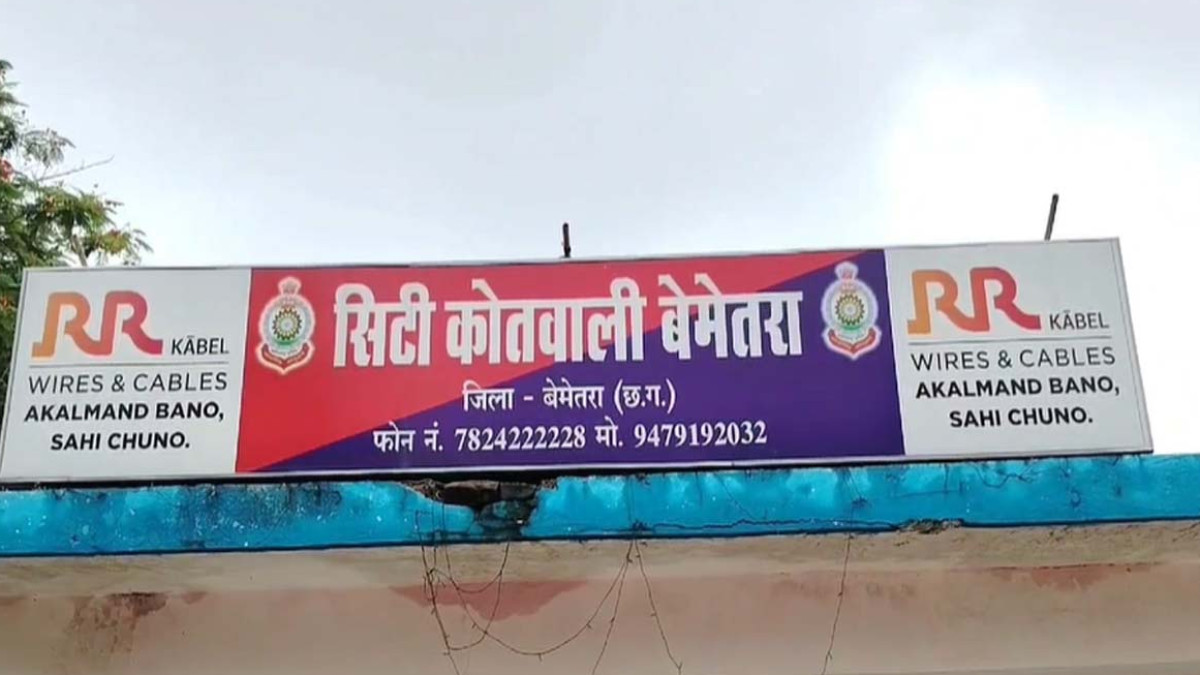 RR KĀBEL
WIRES & CABLES
AKALMAND BANO,
SAHI CHUNO.
सिटी कोतवाली बेमेतरा
जिला - बेमेतरा (छ.ग.)
फोन नं. 7824222228 मो. 9479192032
RR KĀBEL
WIRES & CABLES
AKALMAND BANO,
SAHI CHUNO.